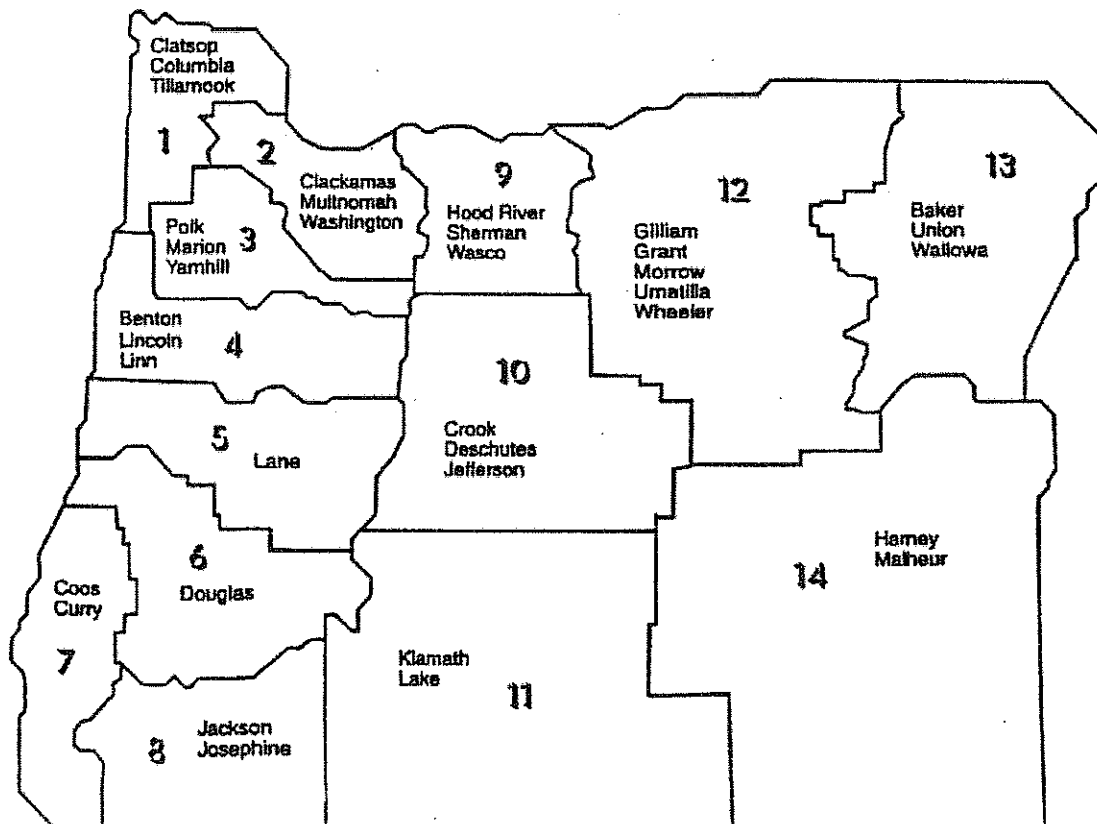 Clatsop
Columbia
Tillamook
1
2
Clackamas
Multnomah
Washington
Polk
Marion
Yamhill
3
9
Hood River
Sherman
Wasco
12
Gilliam
Grant
Morrow
Umatilla
Wheeler
13
Baker
Union
Wallowa
Benton
Lincoln
Linn
4
10
Crook
Deschutes
Jefferson
5
Lane
6
Douglas
Coos
Curry
7
14
Harney
Malheur
Klamath
Lake
11
8
Jackson
Josephine